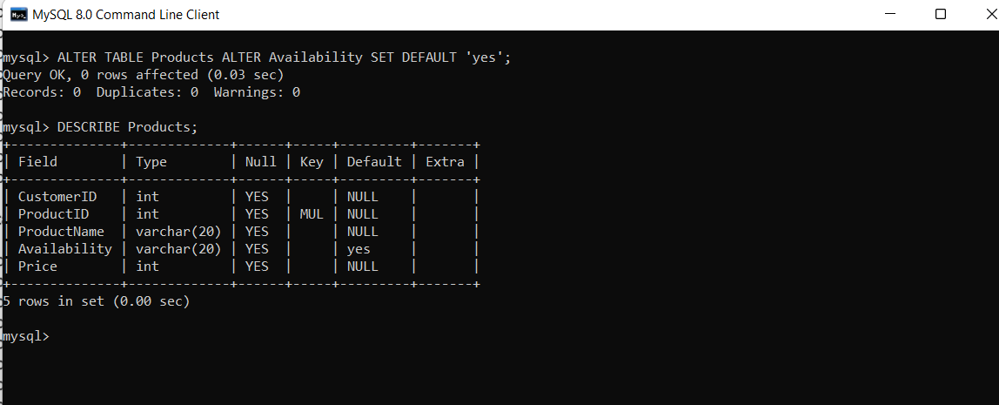 MySQL 8.0 Command Line Client
mysql> ALTER TABLE Products ALTER Availability SET DEFAULT 'yes';
Query OK, 0 rows affected (0.03 sec)
Records: 0  Duplicates: 0  Warnings: 0
mysql> DESCRIBE Products;
+--------------+-------------+------+-----+---------+-------+
| Field        | Type        | Null | Key | Default | Extra |
+--------------+-------------+------+-----+---------+-------+
| CustomerID   | int         | YES  |     | NULL    |       |
| ProductID    | int         | YES  | MUL | NULL    |       |
| ProductName  | varchar(20) | YES  |     | NULL    |       |
| Availability | varchar(20) | YES  |     | yes     |       |
| Price        | int         | YES  |     | NULL    |       |
+--------------+-------------+------+-----+---------+-------+
5 rows in set (0.00 sec)
mysql>